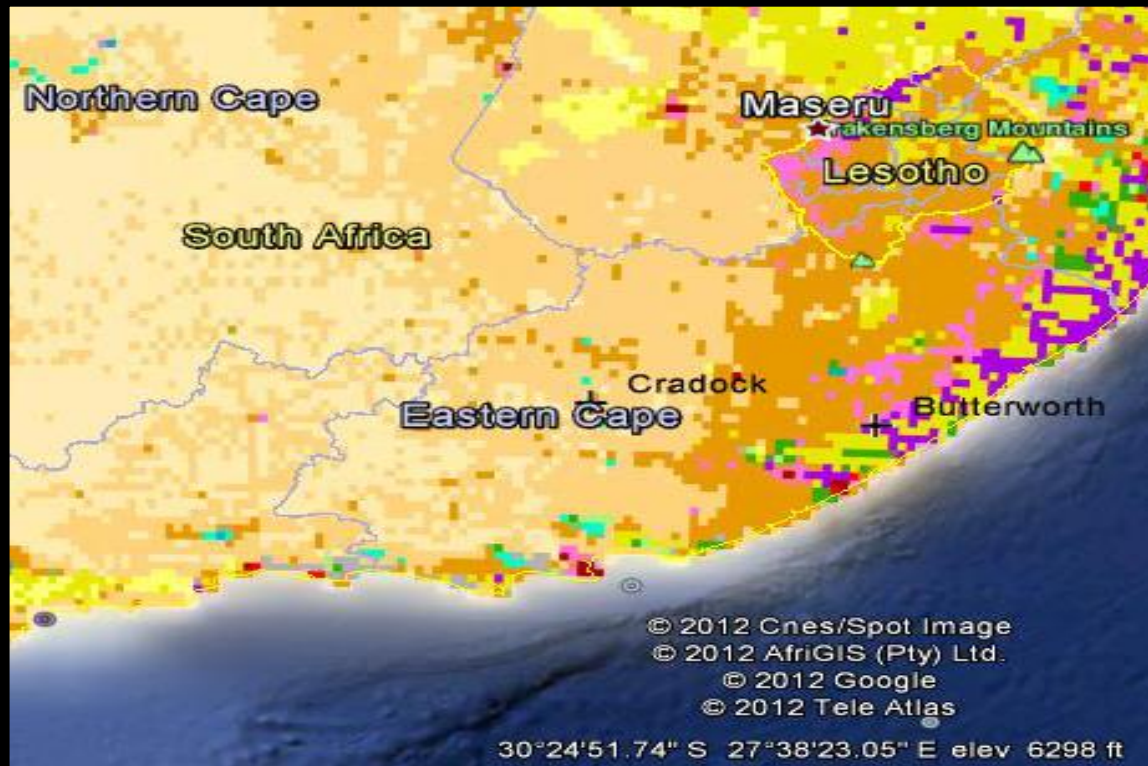 Northern Cape
Maseru
rakensberg Mountains
Lesotho
South Africa
Cradock
Eastern Cape
Butterworth
© 2012 Cnes/Spot Image
© 2012 AfriGIS (Pty) Ltd.
© 2012 Google
© 2012 Tele Atlas
30°24'51.74" S 27°38'23.05" E elev 6298 ft